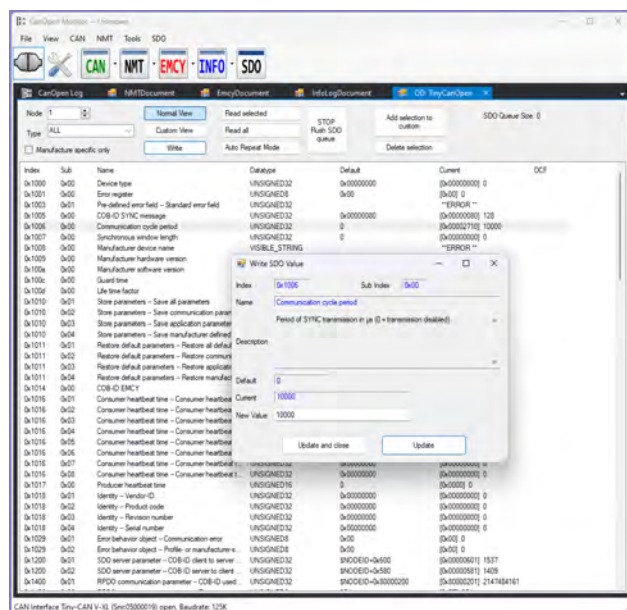 CanOpen Monitor -- Unknown
File View CAN NMT Tools SDO
CAN NMT EMCY INFO SDO
CanOpen Log NMTDocument EmcyDocument InfoLogDocument OD: TinyCanOpen
Node 1 Normal View Read selected STOP Flush SDO queue Add selection to custom SDO Queue Size: 0
Type ALL Custom View Read all
Manufacture specific only Write Auto Repeat Mode Delete selection
Index Sub Name Datatype Default Current DCF
0x1000 0x00 Device type UNSIGNED32 0x00000000 [0x00000000] 0
0x1001 0x00 Error register UNSIGNED8 0x00 [0x00] 0
0x1003 0x01 Pre-defined error field -- Standard error field UNSIGNED32 **ERROR **
0x1005 0x00 COB-ID SYNC message UNSIGNED32 0x00000000 [0x00000080] 128
0x1006 0x00 Communication cycle period UNSIGNED32 0 [0x00002710] 10000
0x1007 0x00 Synchronous window length UNSIGNED32 0 [0x00000000] 0
0x1008 0x00 Manufacturer device name VISIBLE_STRING **ERROR **
0x1009 0x00 Manufacturer hardware version
0x100a 0x00 Manufacturer software version
0x100c 0x00 Guard time
0x100d 0x00 Life time factor
0x1010 0x01 Store parameters -- Save all parameters
0x1010 0x02 Store parameters -- Save communication param
0x1010 0x03 Store parameters -- Save application parameter
0x1010 0x04 Store parameters -- Save manufacturer defined
0x1011 0x01 Restore default parameters -- Restore all defaul
0x1011 0x02 Restore default parameters -- Restore communi
0x1011 0x03 Restore default parameters -- Restore applicatio
0x1011 0x04 Restore default parameters -- Restore manufact
0x1014 0x00 COB-ID EMCY
0x1016 0x01 Consumer heartbeat time -- Consumer heartbea
0x1016 0x02 Consumer heartbeat time -- Consumer heartbea
0x1016 0x03 Consumer heartbeat time -- Consumer heartbea
0x1016 0x04 Consumer heartbeat time -- Consumer heartbea
0x1016 0x05 Consumer heartbeat time -- Consumer heartbea
0x1016 0x06 Consumer heartbeat time -- Consumer heartbea
0x1016 0x07 Consumer heartbeat time -- Consumer heartbeat t... UNSIGNED32 0x00000000 [0x00000000] 0
0x1016 0x08 Consumer heartbeat time -- Consumer heartbeat t... UNSIGNED32 0x00000000 [0x00000000] 0
0x1017 0x00 Producer heartbeat time UNSIGNED16 0 [0x0000] 0
0x1018 0x01 Identity -- Vendor-ID UNSIGNED32 0x00000000 [0x00000000] 0
0x1018 0x02 Identity -- Product code UNSIGNED32 0x00000000 [0x00000000] 0
0x1018 0x03 Identity -- Revision number UNSIGNED32 0x00000000 [0x00000000] 0
0x1018 0x04 Identity -- Serial number UNSIGNED32 0x00000000 [0x00000000] 0
0x1029 0x01 Error behavior object -- Communication error UNSIGNED8 0x00 [0x00] 0
0x1029 0x02 Error behavior object -- Profile- or manufacturer-s... UNSIGNED8 0x00 [0x00] 0
0x1200 0x01 SDO server parameter -- COB-ID client to server ... UNSIGNED32 $NODEID+0x600 [0x00000601] 1537
0x1200 0x02 SDO server parameter -- COB-ID server to client ... UNSIGNED32 $NODEID+0x580 [0x00000581] 1409
0x1400 0x01 RPDO communication parameter -- COB-ID used... UNSIGNED32 $NODEID+0x80000200 [0x80000201] 2147484161
Write SDO Value
Index 0x1006 Sub Index 0x00
Name Communication cycle period
Period of SYNC transmission in µs (0 = transmission disabled).
Description
Default 0
Current 10000
New Value 10000
Update and close Update
CAN Interface Tiny-CAN V-XL (Snr.:05000019) open, Baudrate: 125K